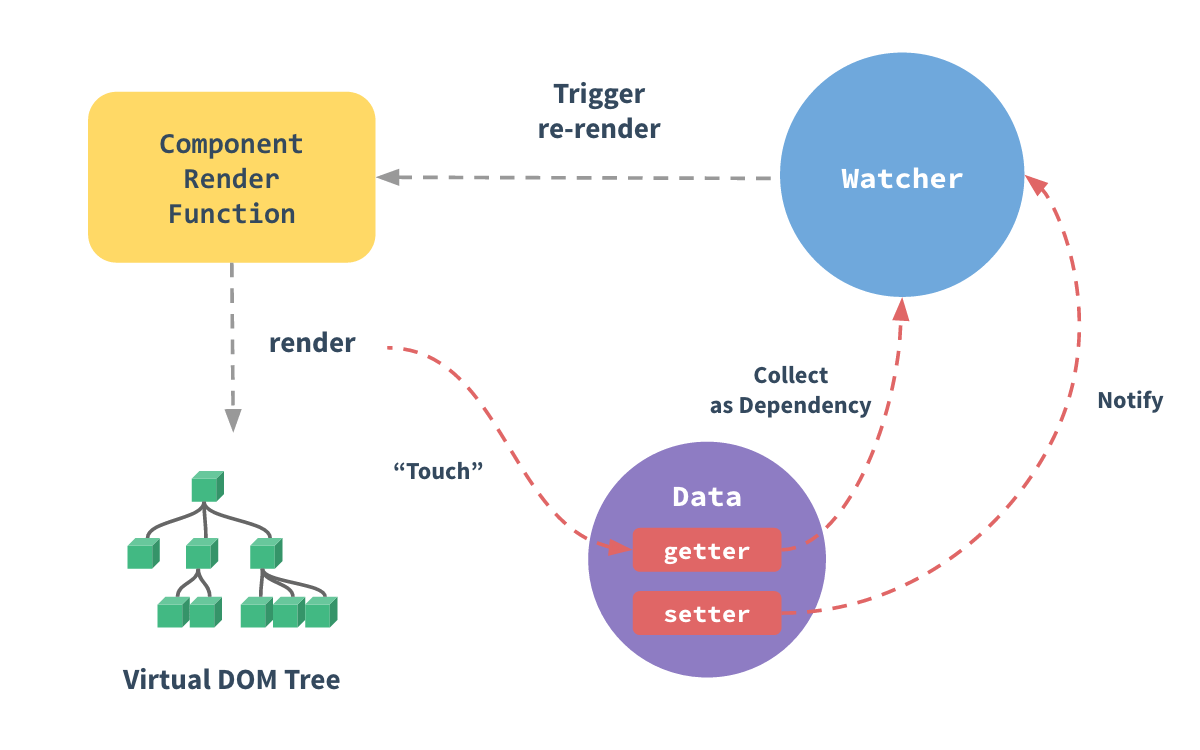 Trigger
re-render
Component
Render
Function
Watcher
render
Collect
as Dependency
Notify
“Touch”
Data
getter
setter
Virtual DOM Tree